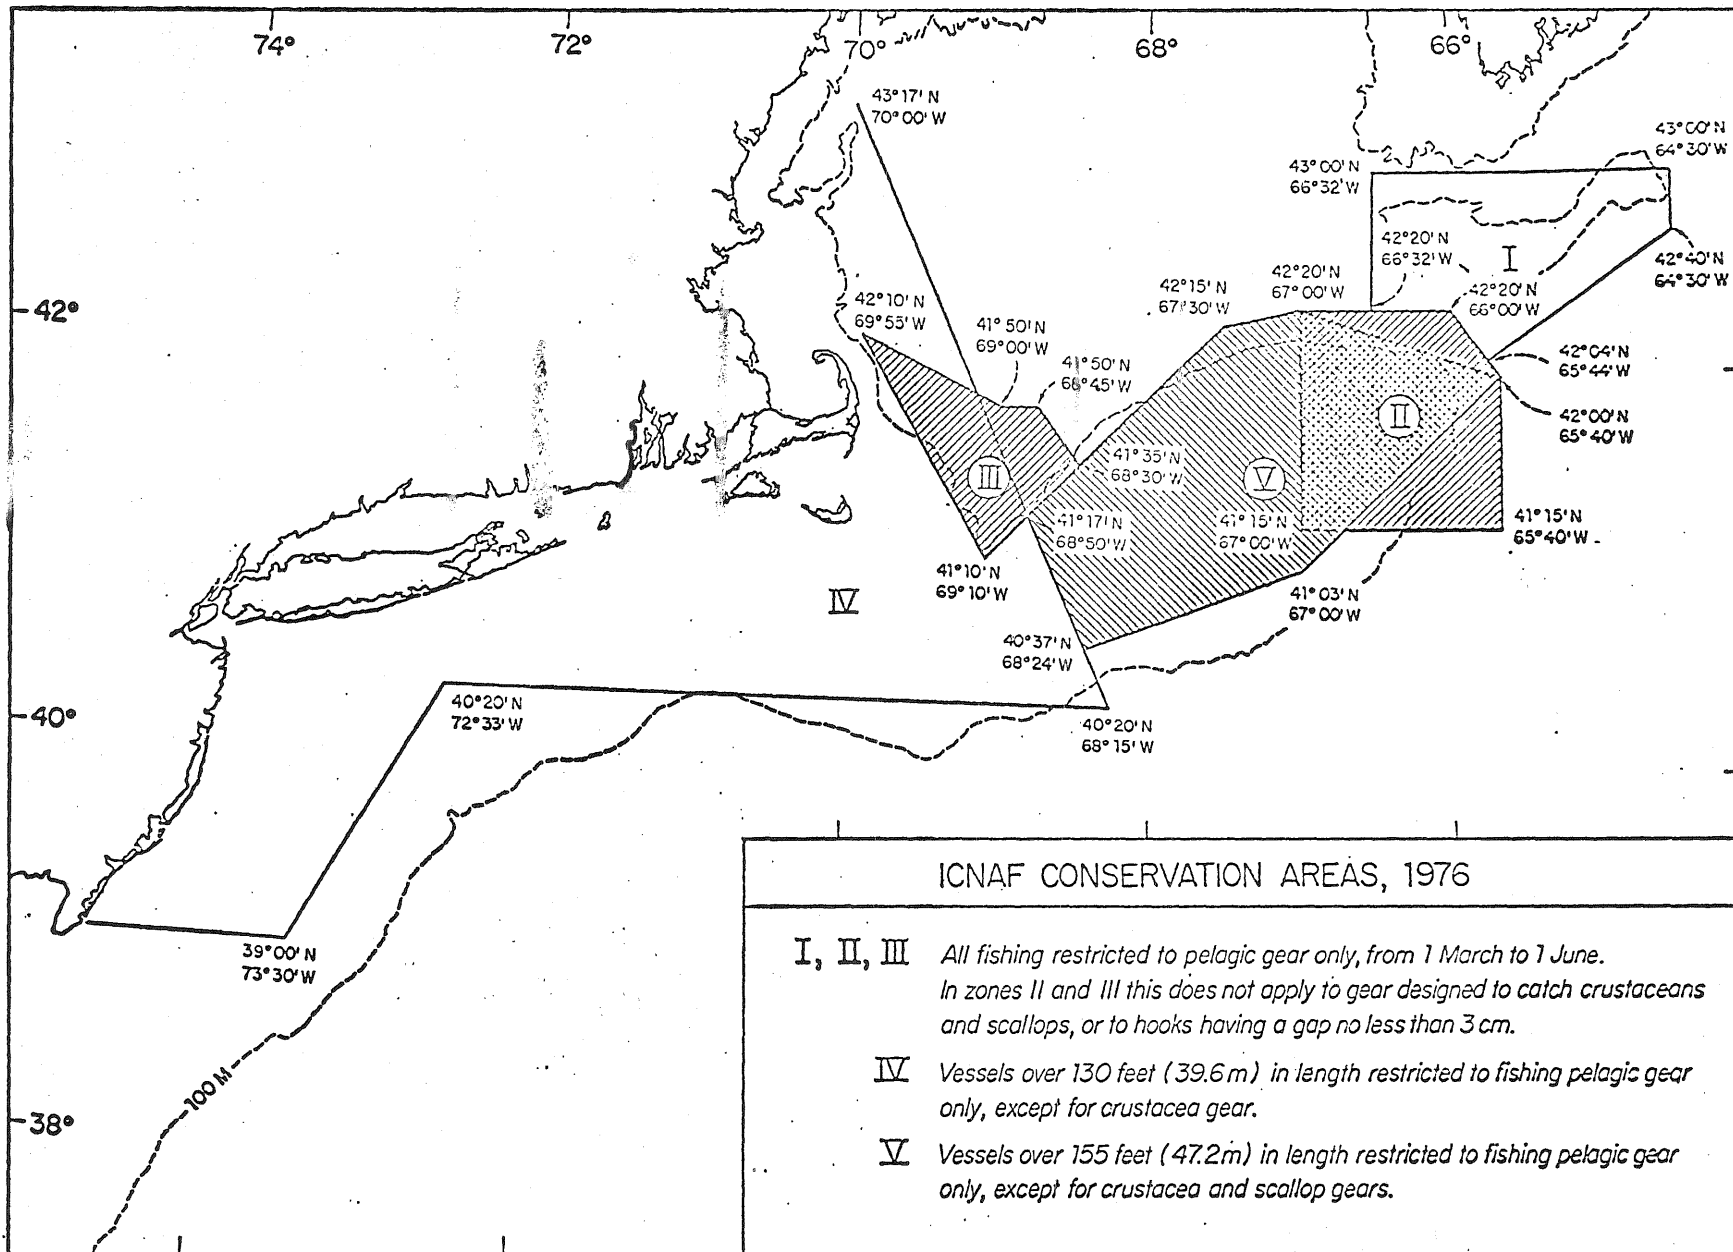 74°
72°
70°
68°
66°
43°17' N
70°00' W
43°00' N
64°30' W
43°00' N
66°32' W
42°20' N
66°32' W
I
42°40' N
64°30' W
42°20' N
66°00' W
42°20' N
67°00' W
42°15' N
67°30' W
42°
42°10' N
69°55' W
41°50' N
69°00' W
41°50' N
68°45' W
42°04' N
65°44' W
42°00' N
65°40' W
II
41°35' N
68°30' W
III
V
41°17' N
68°50' W
41°15' N
67°00' W
41°15' N
65°40' W
41°10' N
69°10' W
41°03' N
67°00' W
IV
40°37' N
68°24' W
40°
40°20' N
72°33' W
40°20' N
68°15' W
39°00' N
73°30' W
100 M
38°
ICNAF CONSERVATION AREAS, 1976
I, II, III All fishing restricted to pelagic gear only, from 1 March to 1 June.
In zones II and III this does not apply to gear designed to catch crustaceans
and scallops, or to hooks having a gap no less than 3 cm.
IV Vessels over 130 feet (39.6 m) in length restricted to fishing pelagic gear
only, except for crustacea gear.
V Vessels over 155 feet (47.2m) in length restricted to fishing pelagic gear
only, except for crustacea and scallop gears.